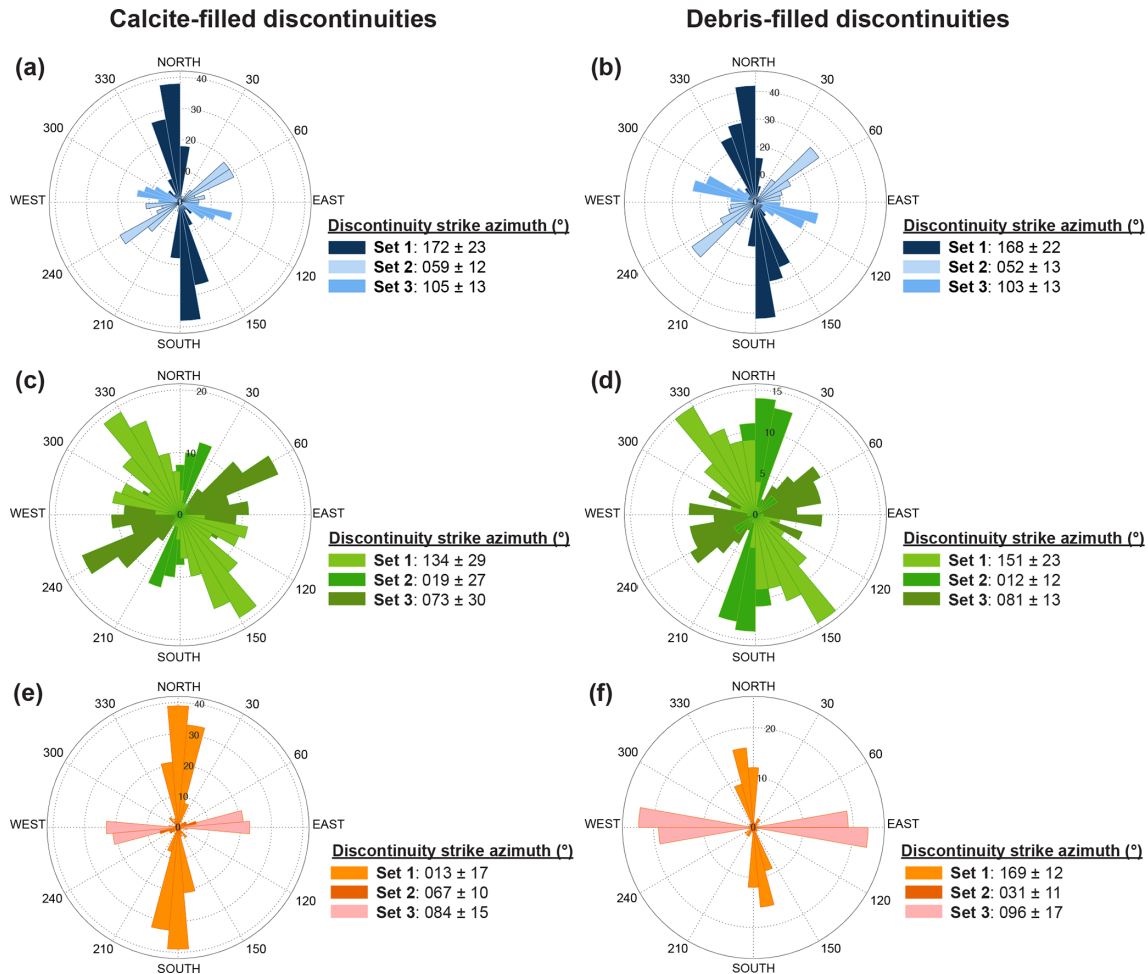 Calcite-filled discontinuities
Debris-filled discontinuities
(a)
NORTH
330
30
300
60
WEST
EAST
240
120
210
150
SOUTH
40
30
20
0
Discontinuity strike azimuth (°)
Set 1: 172 ± 23
Set 2: 059 ± 12
Set 3: 105 ± 13
(b)
NORTH
330
30
300
60
WEST
EAST
240
120
210
150
SOUTH
40
30
20
10
0
Discontinuity strike azimuth (°)
Set 1: 168 ± 22
Set 2: 052 ± 13
Set 3: 103 ± 13
(c)
NORTH
330
30
300
60
WEST
EAST
240
120
210
150
SOUTH
20
10
0
Discontinuity strike azimuth (°)
Set 1: 134 ± 29
Set 2: 019 ± 27
Set 3: 073 ± 30
(d)
NORTH
330
30
300
60
WEST
EAST
240
120
210
150
SOUTH
15
10
5
0
Discontinuity strike azimuth (°)
Set 1: 151 ± 23
Set 2: 012 ± 12
Set 3: 081 ± 13
(e)
NORTH
330
30
300
60
WEST
EAST
240
120
210
150
SOUTH
40
30
20
10
0
Discontinuity strike azimuth (°)
Set 1: 013 ± 17
Set 2: 067 ± 10
Set 3: 084 ± 15
(f)
NORTH
330
30
300
60
WEST
EAST
240
120
210
150
SOUTH
20
10
0
Discontinuity strike azimuth (°)
Set 1: 169 ± 12
Set 2: 031 ± 11
Set 3: 096 ± 17